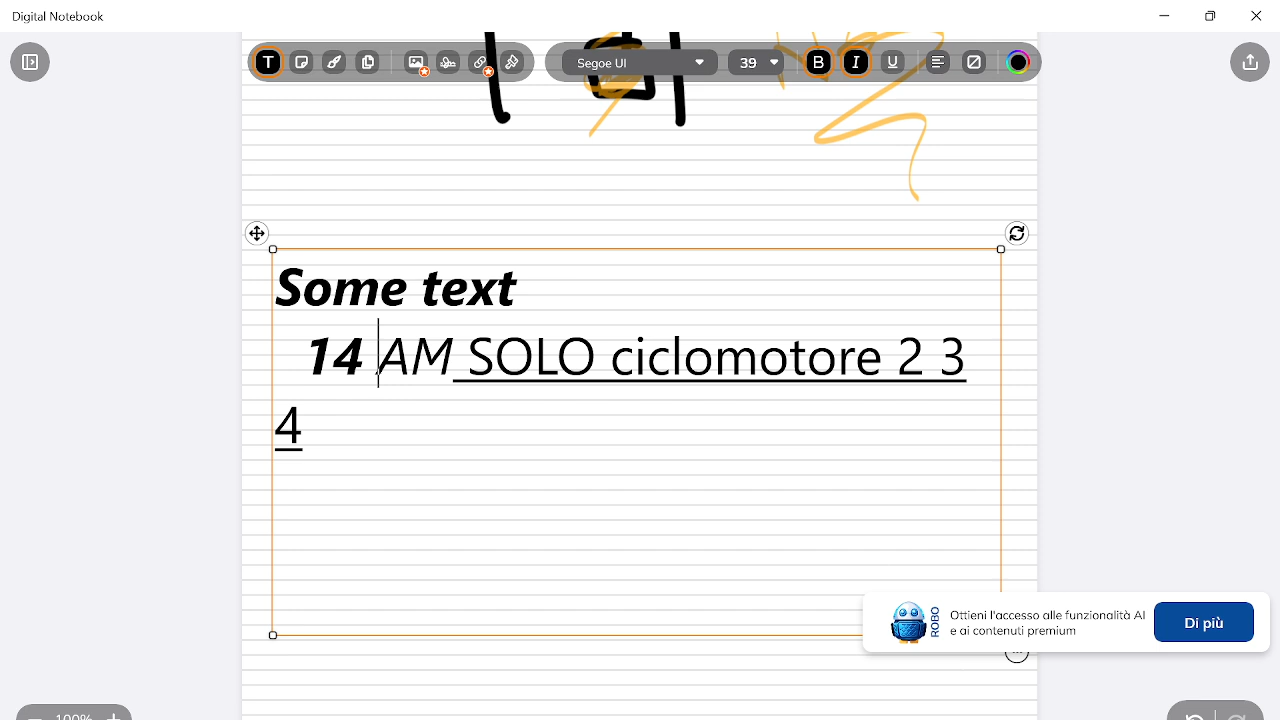 Digital Notebook
T
Segoe UI
39
B
I
U
Some text
14 AM SOLO ciclomotore 2 3
4
ROBO
Ottieni l'accesso alle funzionalità AI
e ai contenuti premium
Di più
100%